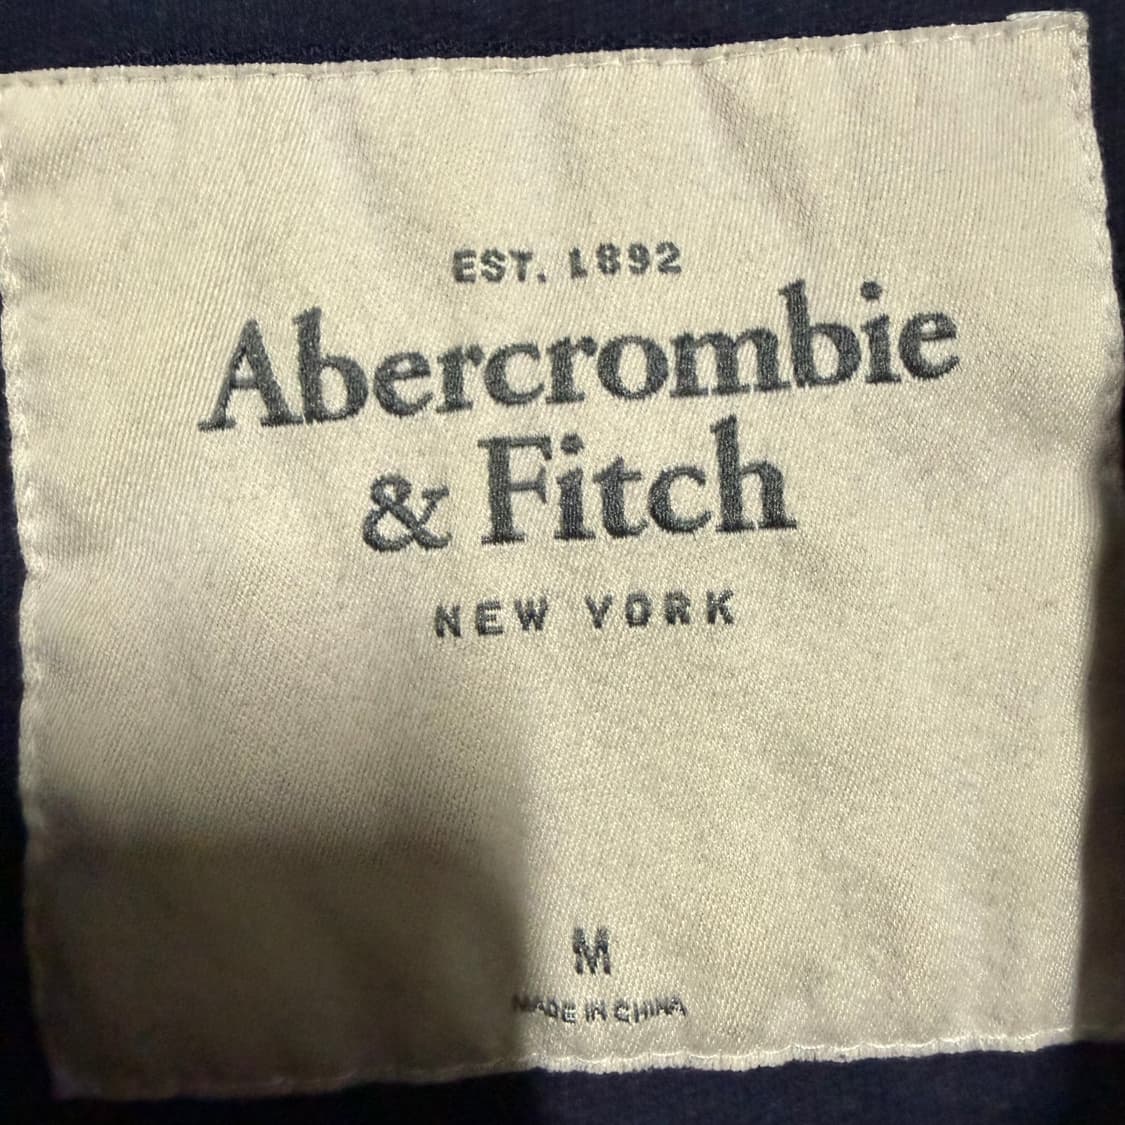 EST. 1892
Abercrombie
& Fitch
NEW YORK
M
MADE IN CHINA